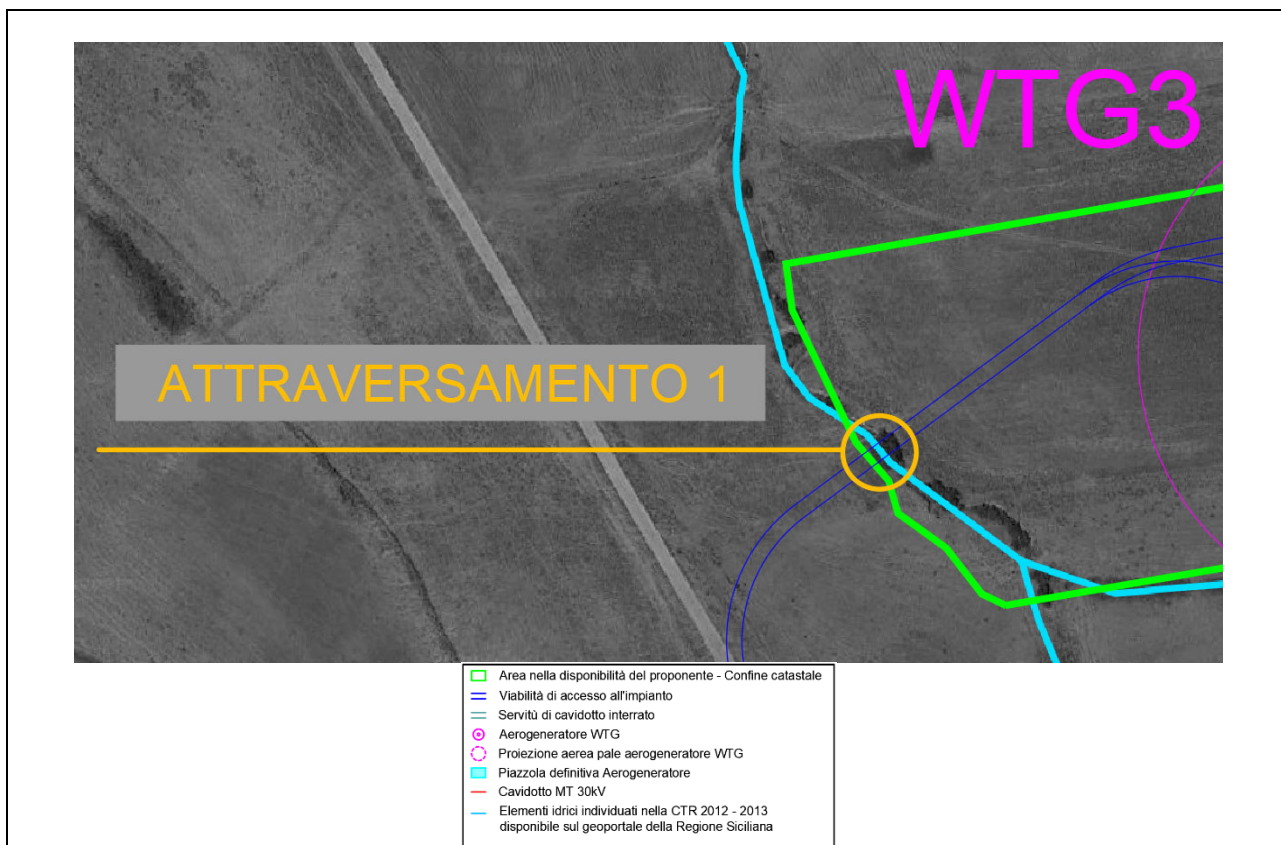 WTG3
ATTRAVERSAMENTO 1
Area nella disponibilità del proponente - Confine catastale
Viabilità di accesso all'impianto
Servitù di cavidotto interrato
Aerogeneratore WTG
Proiezione aerea pale aerogeneratore WTG
Piazzola definitiva Aerogeneratore
Cavidotto MT 30kV
Elementi idrici individuati nella CTR 2012 - 2013
disponibile sul geoportale della Regione Siciliana